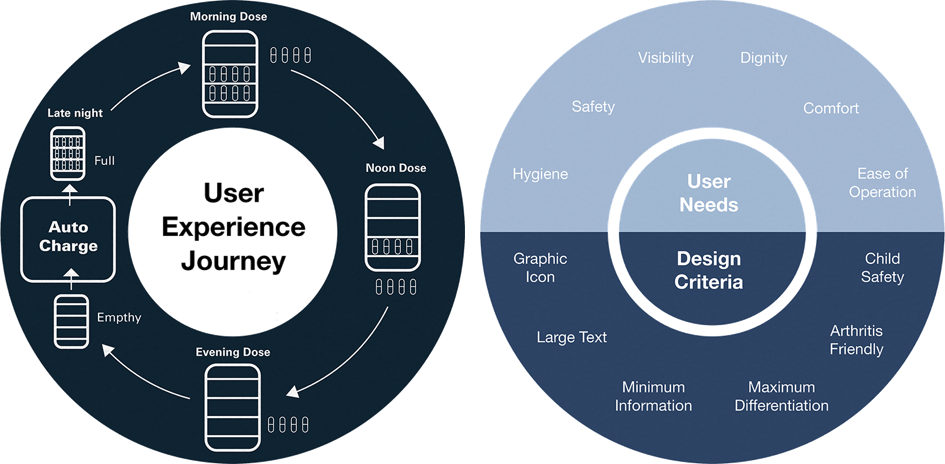 Morning Dose
Late night
Full
Noon Dose
User
Experience
Journey
Auto
Charge
Empthy
Evening Dose
Visibility
Dignity
Safety
Comfort
Hygiene
Ease of
Operation
User
Needs
Design
Criteria
Graphic
Icon
Child
Safety
Large Text
Arthritis
Friendly
Minimum
Information
Maximum
Differentiation